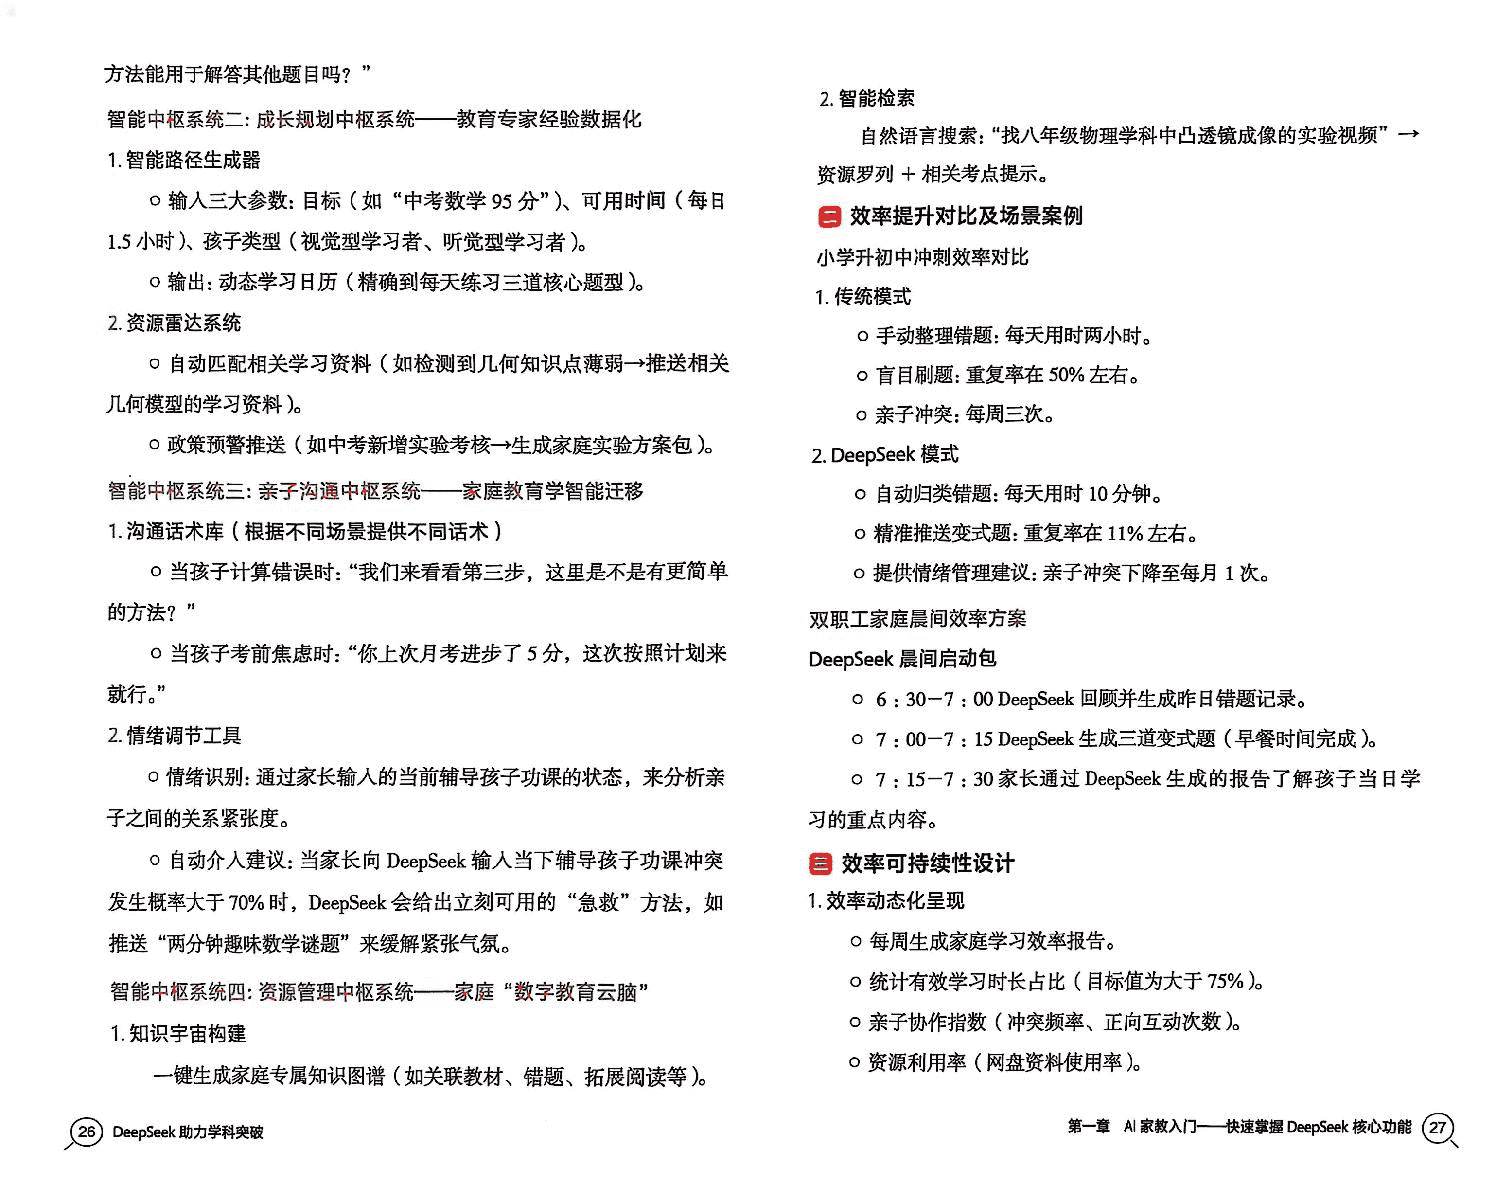 方法能用于解答其他题目吗？”
智能中枢系统二：成长规划中枢系统——教育专家经验数据化
1.智能路径生成器
○ 输入三大参数：目标（如“中考数学 95 分”）、可用时间（每日
1.5 小时）、孩子类型（视觉型学习者、听觉型学习者）。
○ 输出：动态学习日历（精确到每天练习三道核心题型）。
2.资源雷达系统
○ 自动匹配相关学习资料（如检测到几何知识点薄弱→推送相关
几何模型的学习资料）。
○ 政策预警推送（如中考新增实验考核→生成家庭实验方案包）。
智能中枢系统三：亲子沟通中枢系统——家庭教育学智能迁移
1.沟通话术库（根据不同场景提供不同话术）
○ 当孩子计算错误时：“我们来看看第三步，这里是不是有更简单
的方法？”
○ 当孩子考前焦虑时：“你上次月考进步了 5 分，这次按照计划来
就行。”
2.情绪调节工具
○ 情绪识别：通过家长输入的当前辅导孩子功课的状态，来分析亲
子之间的关系紧张度。
○ 自动介入建议：当家长向 DeepSeek 输入当下辅导孩子功课冲突
发生概率大于 70% 时，DeepSeek 会给出立刻可用的“急救”方法，如
推送“两分钟趣味数学谜题”来缓解紧张气氛。
智能中枢系统四：资源管理中枢系统——家庭“数字教育云脑”
1.知识宇宙构建
一键生成家庭专属知识图谱（如关联教材、错题、拓展阅读等）。
26 DeepSeek 助力学科突破
2.智能检索
自然语言搜索：“找八年级物理学科中凸透镜成像的实验视频”→
资源罗列 + 相关考点提示。
二 效率提升对比及场景案例
小学升初中冲刺效率对比
1.传统模式
○ 手动整理错题：每天用时两小时。
○ 盲目刷题：重复率在 50% 左右。
○ 亲子冲突：每周三次。
2.DeepSeek 模式
○ 自动归类错题：每天用时 10 分钟。
○ 精准推送变式题：重复率在 11% 左右。
○ 提供情绪管理建议：亲子冲突下降至每月 1 次。
双职工家庭晨间效率方案
DeepSeek 晨间启动包
○ 6：30—7：00 DeepSeek 回顾并生成昨日错题记录。
○ 7：00—7：15 DeepSeek 生成三道变式题（早餐时间完成）。
○ 7：15—7：30 家长通过 DeepSeek 生成的报告了解孩子当日学
习的重点内容。
三 效率可持续性设计
1.效率动态化呈现
○ 每周生成家庭学习效率报告。
○ 统计有效学习时长占比（目标值为大于 75%）。
○ 亲子协作指数（冲突频率、正向互动次数）。
○ 资源利用率（网盘资料使用率）。
第一章 AI 家教入门——快速掌握 DeepSeek 核心功能 27